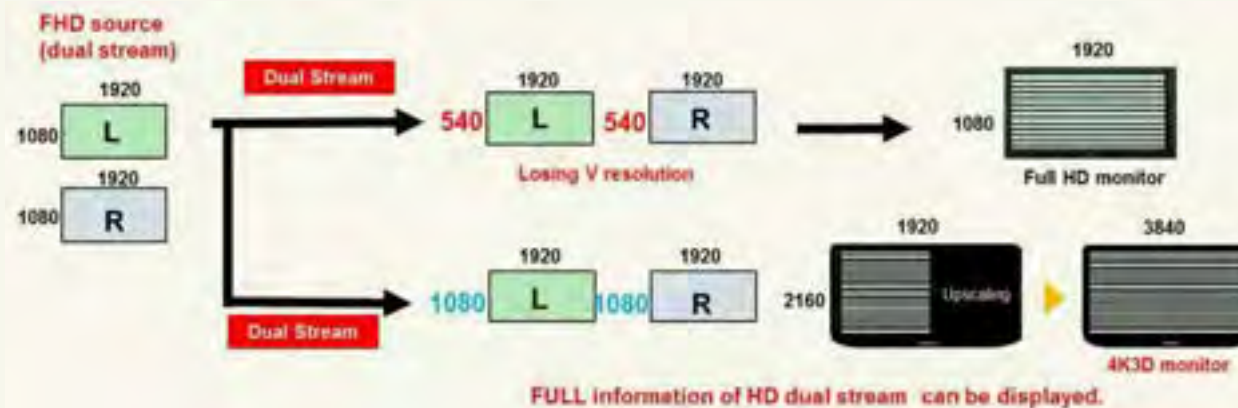 FHD source
(dual stream)
1920
1080
L
1920
1080
R
Dual Stream
1920
540
L
1920
540
R
Losing V resolution
1920
1080
Full HD monitor
Dual Stream
1920
1080
L
1920
1080
R
1920
2160
Upscaling
3840
4K3D monitor
FULL information of HD dual stream can be displayed.